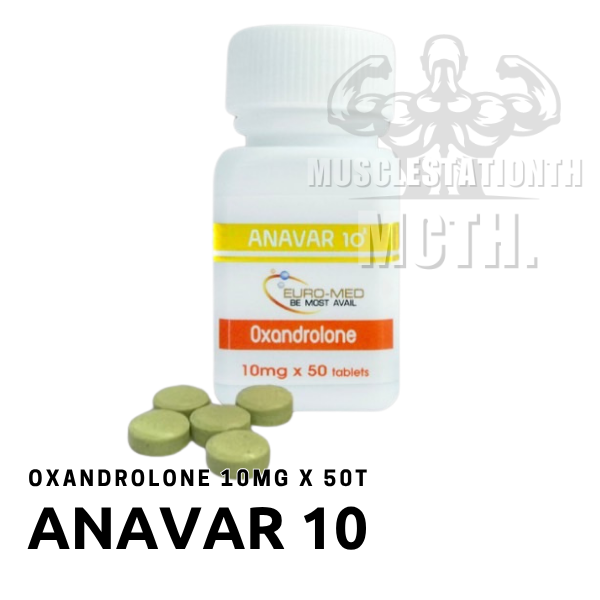 MUSCLESTATIONTH
MCTH.
ANAVAR 10
EURO-MED
BE MOST AVAIL
Oxandrolone
10mg x 50 tablets
OXANDROLONE 10MG X 50T
ANAVAR 10